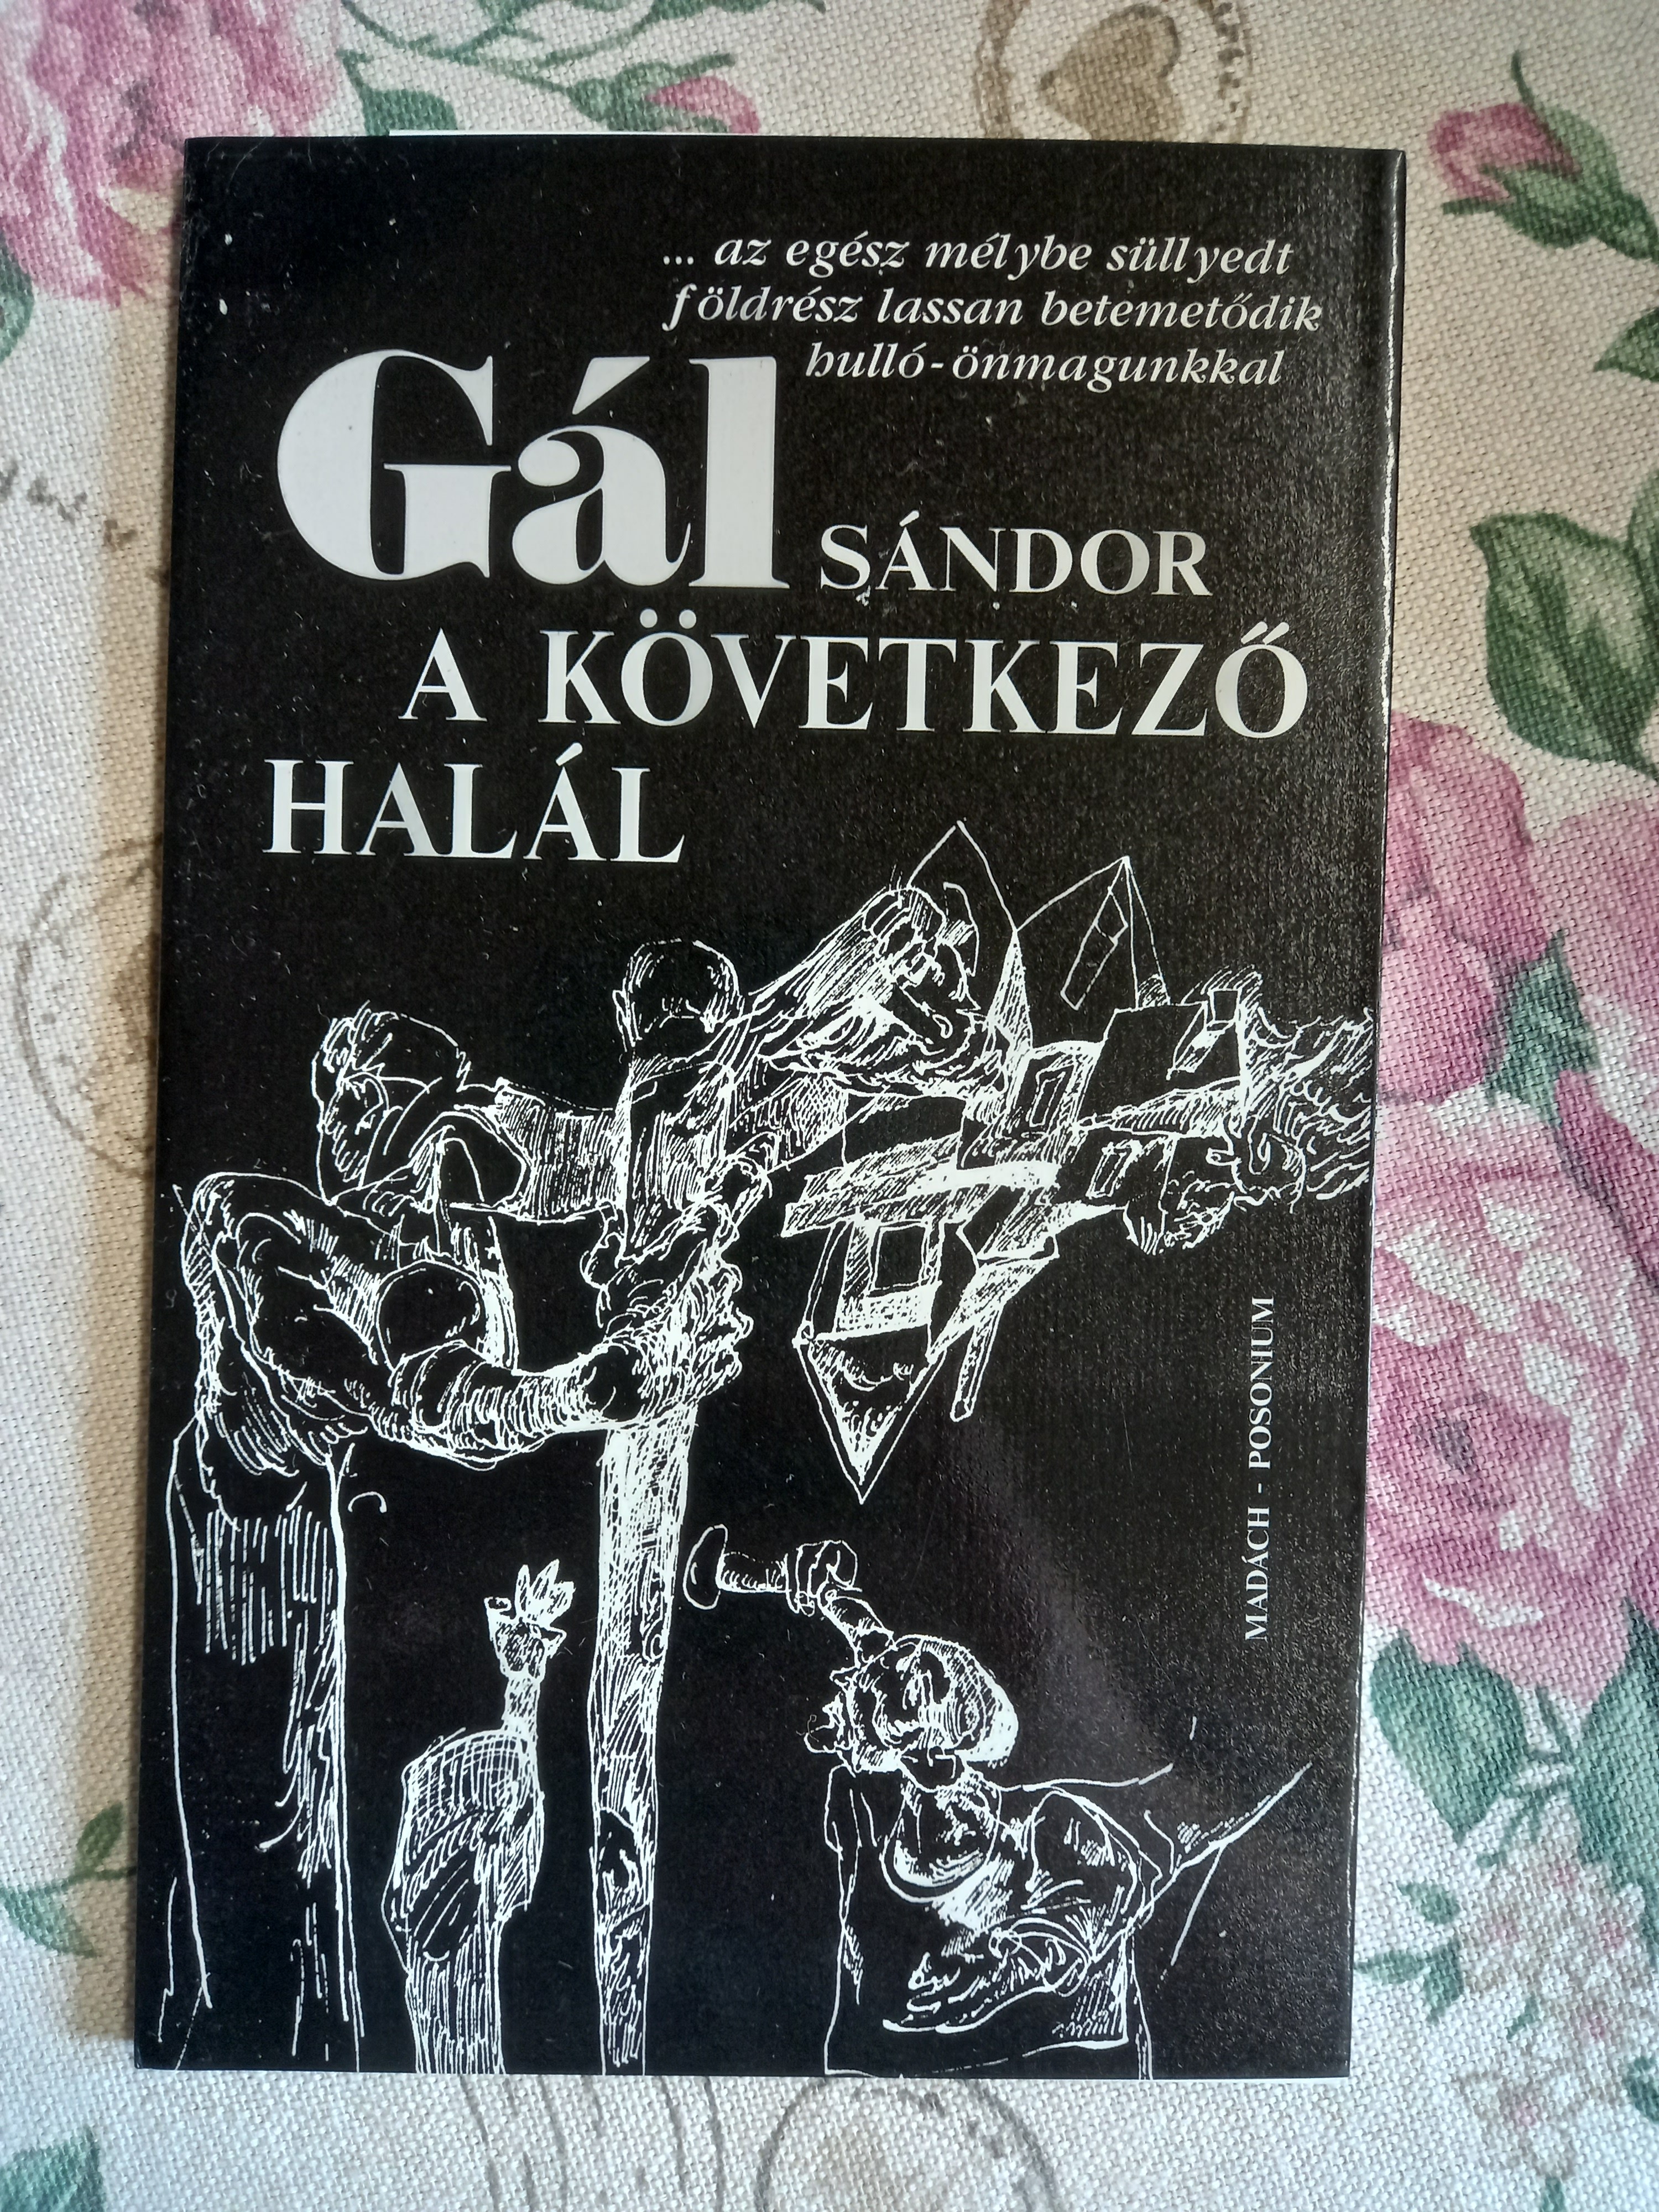 ... az egész mélybe süllyedt
földrész lassan betemetődik
hulló-önmagunkkal
Gál SÁNDOR
A KÖVETKEZŐ
HALÁL
MADÁCH - POSONIUM